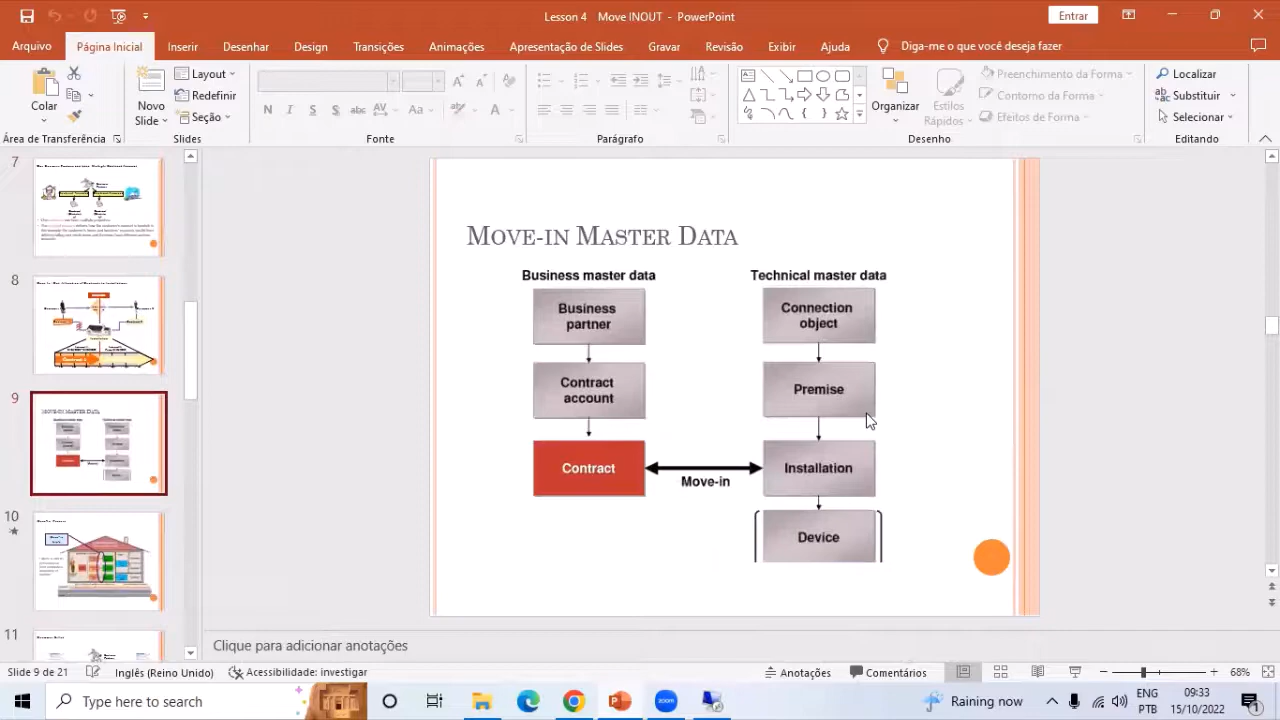 Lesson 4 Move INOUT - PowerPoint
Entrar
Arquivo Página Inicial Inserir Desenhar Design Transições Animações Apresentação de Slides Gravar Revisão Exibir Ajuda Diga-me o que você deseja fazer
Colar
Novo
Slide
Layout
Redefinir
Seção
N I S S abc AV Aa A
Organizar
Estilos
Rápidos
Preenchimento da Forma
Contorno da Forma
Efeitos de Forma
Localizar
Substituir
Selecionar
Área de Transferência Slides Fonte Parágrafo Desenho Editando
7
8
9
10
11
MOVE-IN MASTER DATA
Business master data
Technical master data
Business
partner
Connection
object
Contract
account
Premise
Contract
Move-in
Installation
Device
Clique para adicionar anotações
Slide 9 de 21 Inglês (Reino Unido) Acessibilidade: investigar Anotações Comentários 68%
Type here to search
zoom
Raining now
ENG
PTB
09:33
15/10/2022
1